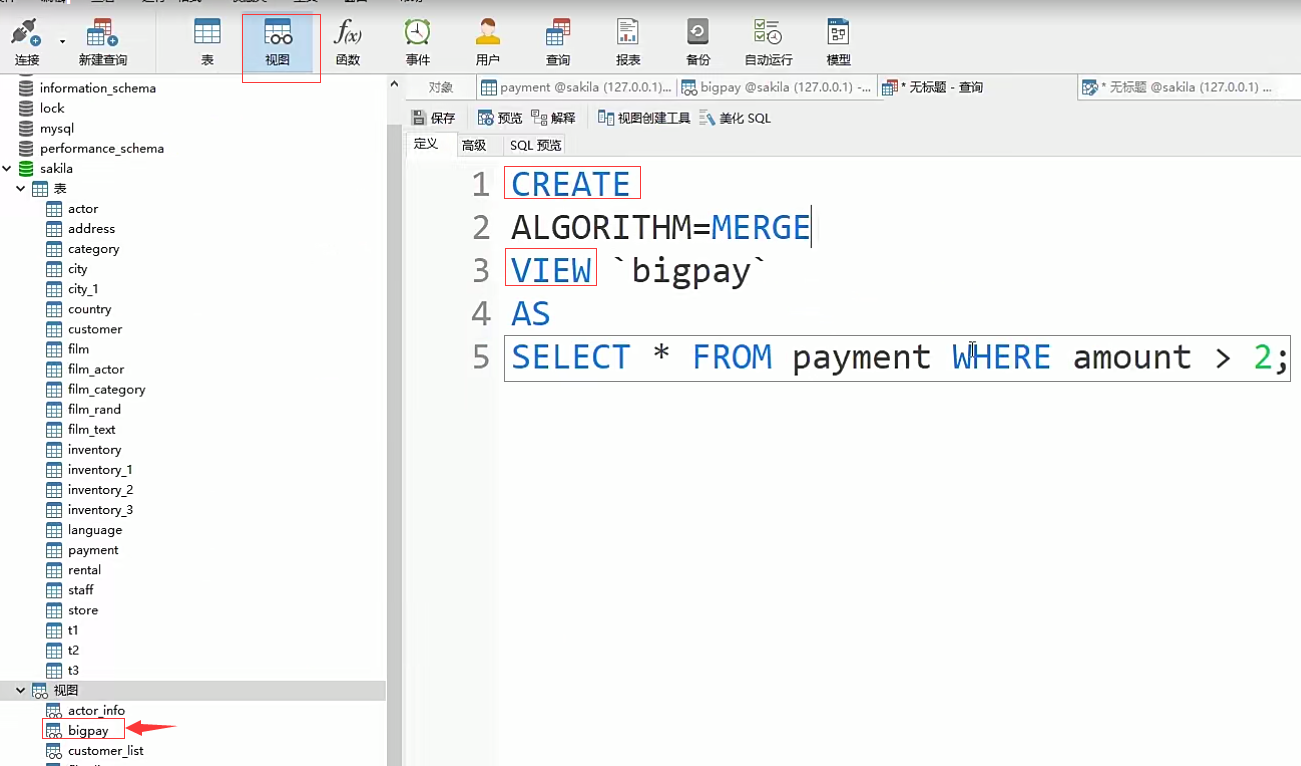 连接
新建查询
表
视图
f(x)
函数
事件
用户
查询
报表
备份
自动运行
模型
information_schema
lock
mysql
performance_schema
sakila
表
actor
address
category
city
city_1
country
customer
film
film_actor
film_category
film_rand
film_text
inventory
inventory_1
inventory_2
inventory_3
language
payment
rental
staff
store
t1
t2
t3
视图
actor_info
bigpay
customer_list
对象
payment @sakila (127.0.0.1)...
bigpay @sakila (127.0.0.1) -...
* 无标题 - 查询
* 无标题 @sakila (127.0.0.1) ...
保存
预览
解释
视图创建工具
美化 SQL
定义
高级
SQL 预览
1 CREATE
2 ALGORITHM=MERGE
3 VIEW `bigpay`
4 AS
5 SELECT * FROM payment WHERE amount > 2;